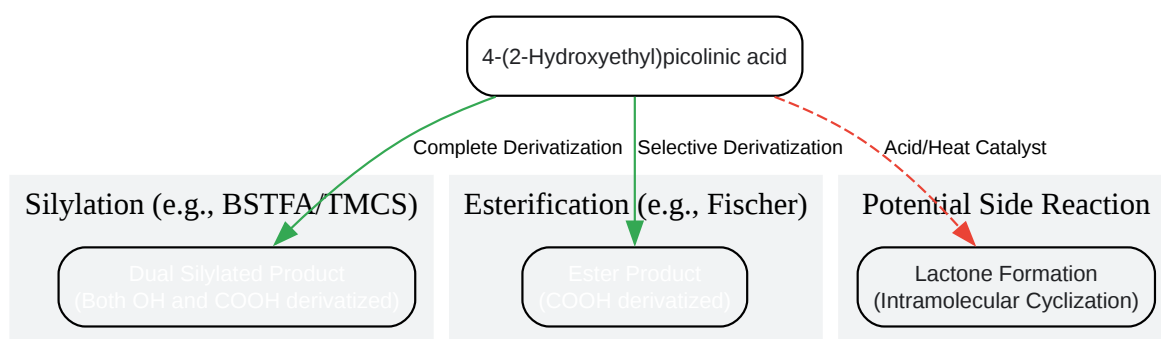 4-(2-Hydroxyethyl)picolinic acid
Complete Derivatization
Selective Derivatization
Acid/Heat Catalyst
Silylation (e.g., BSTFA/TMCS)
Esterification (e.g., Fischer)
Potential Side Reaction
Dual Silylated Product
(Both OH and COOH derivatized)
Ester Product
(COOH derivatized)
Lactone Formation
(Intramolecular Cyclization)